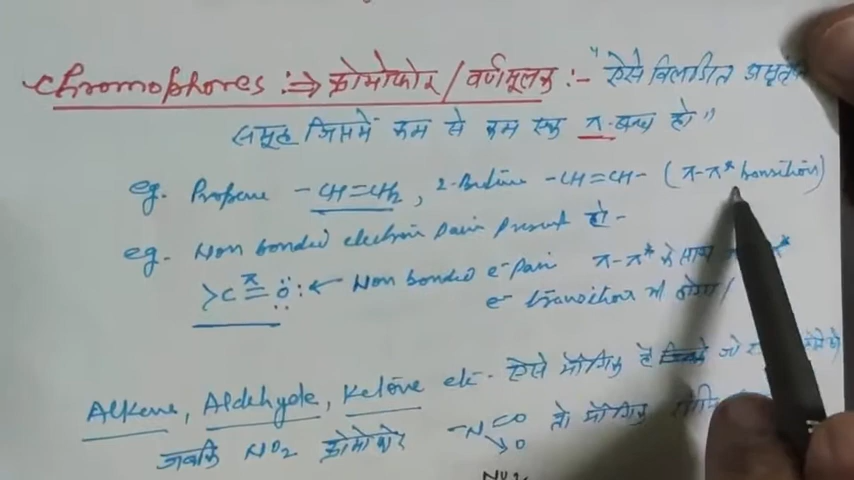 Chromophores :⇒ क्रोमोफोर / वर्णमूलक :- "ऐसे विलगित असंतृप्त
समूह जिसमें कम से कम एक π-बन्ध हो"
eg. Propene -CH=CH₂, 2-Butene -CH=CH- (π-π* transition)
eg. Non bonded electron pair present हो -
>C=Ö: ← Non bonded e⁻ pair π-π* के साथ
π
e⁻ transition भी होगा/
Alkene, Aldehyde, Ketone etc. ऐसे यौगिक हैं जो
जबकि NO₂ क्रोमोफोर -N O O तो यौगिक
NO₂